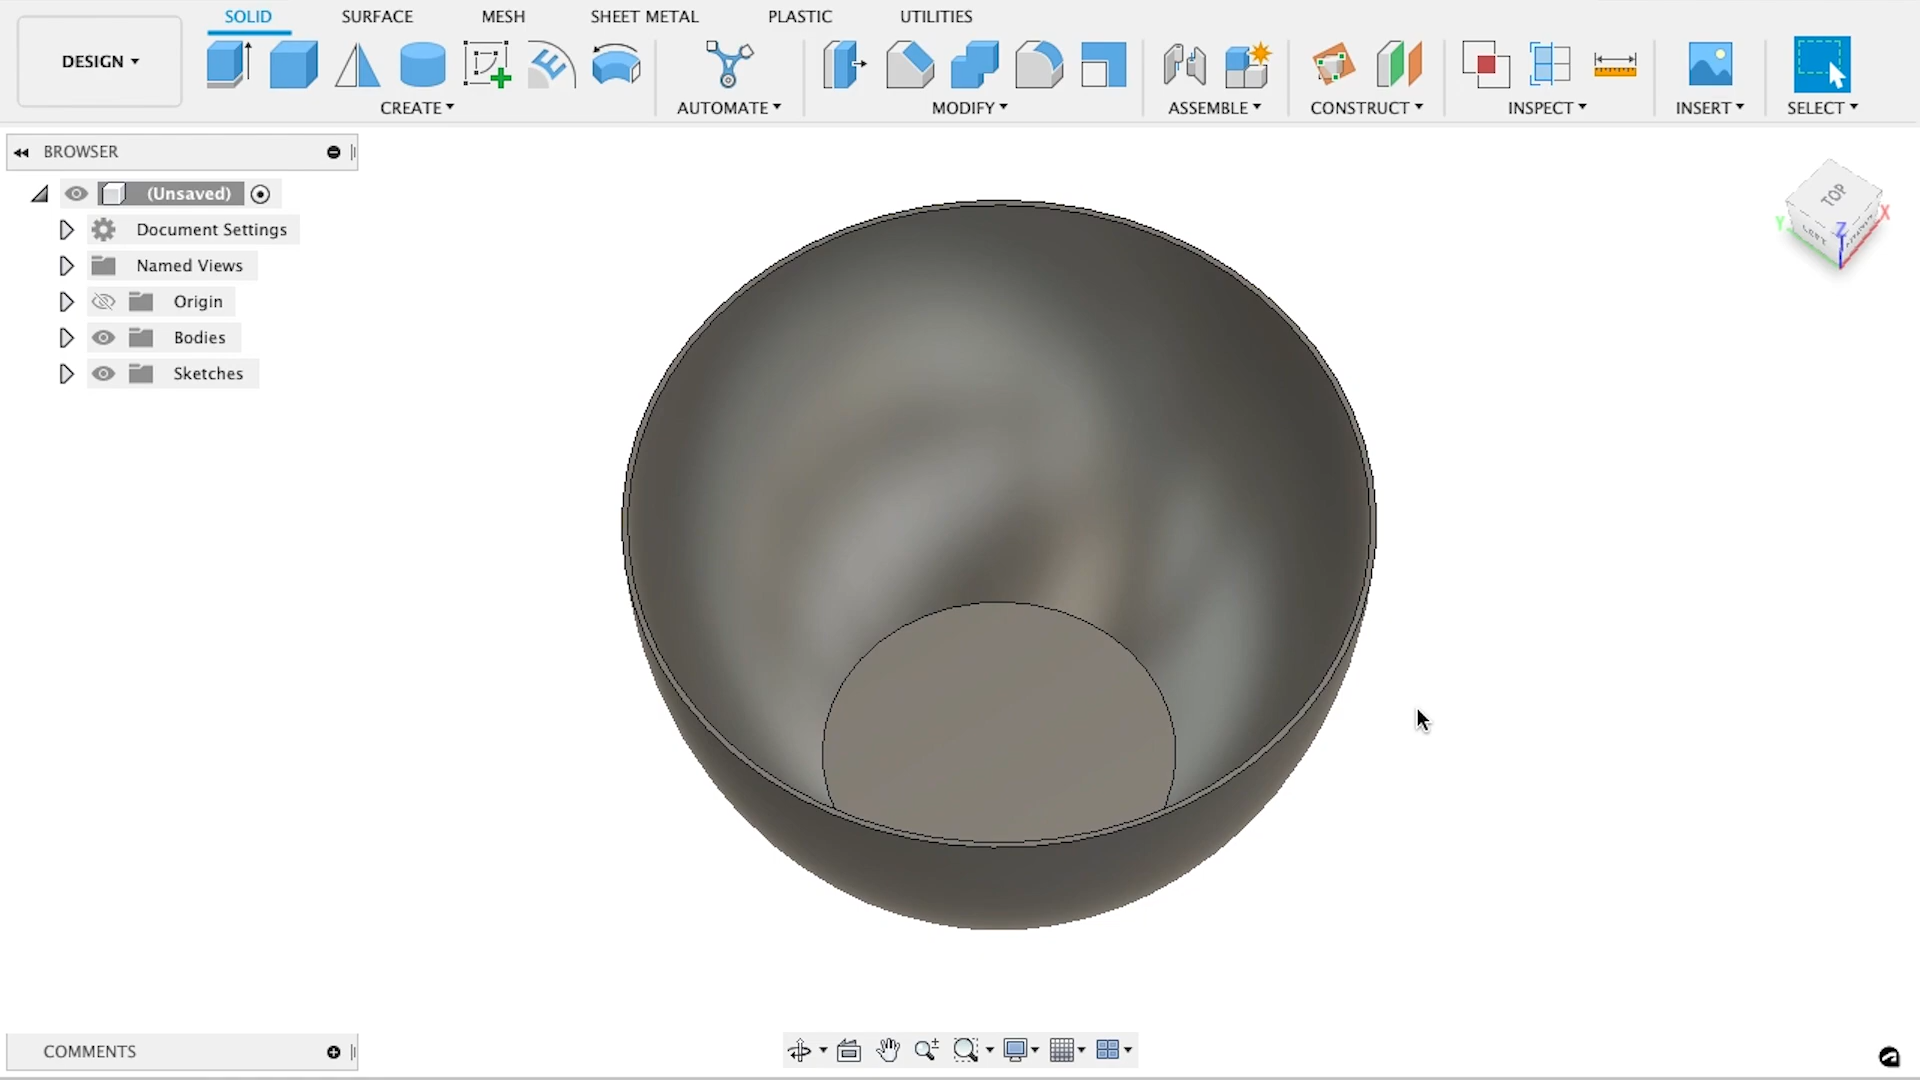 SOLID SURFACE MESH SHEET METAL PLASTIC UTILITIES
DESIGN
CREATE AUTOMATE MODIFY ASSEMBLE CONSTRUCT INSPECT INSERT SELECT
BROWSER
(Unsaved)
Document Settings
Named Views
Origin
Bodies
Sketches
TOP
X
Y
Z
LEFT
COMMENTS